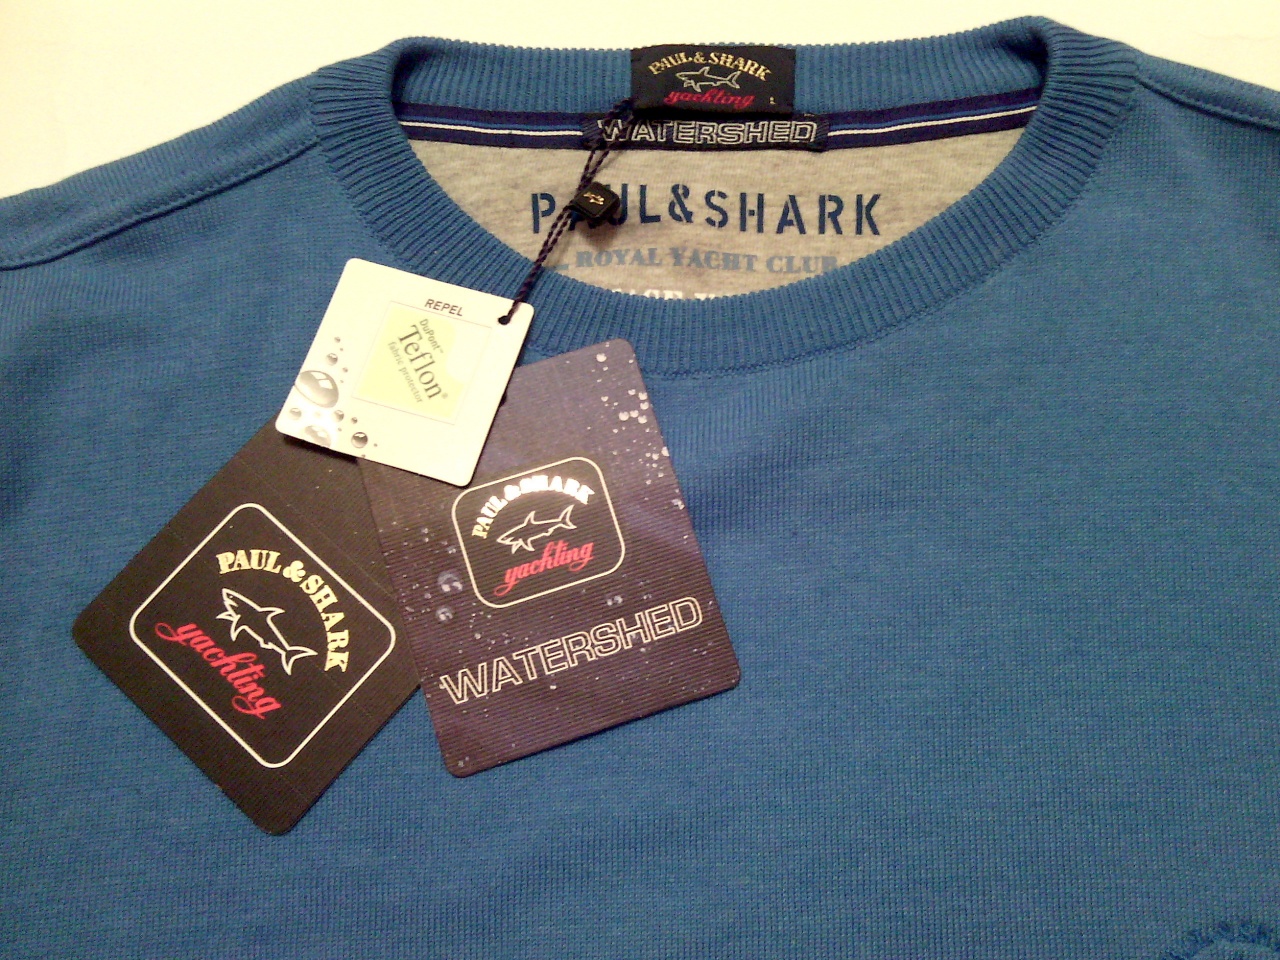 PAUL & SHARK
yachting
L
WATERSHED
PAUL&SHARK
ROYAL YACHT CLUB
REPEL
DuPont™
Teflon®
fabric protector
PAUL & SHARK
yachting
WATERSHED
PAUL & SHARK
yachting